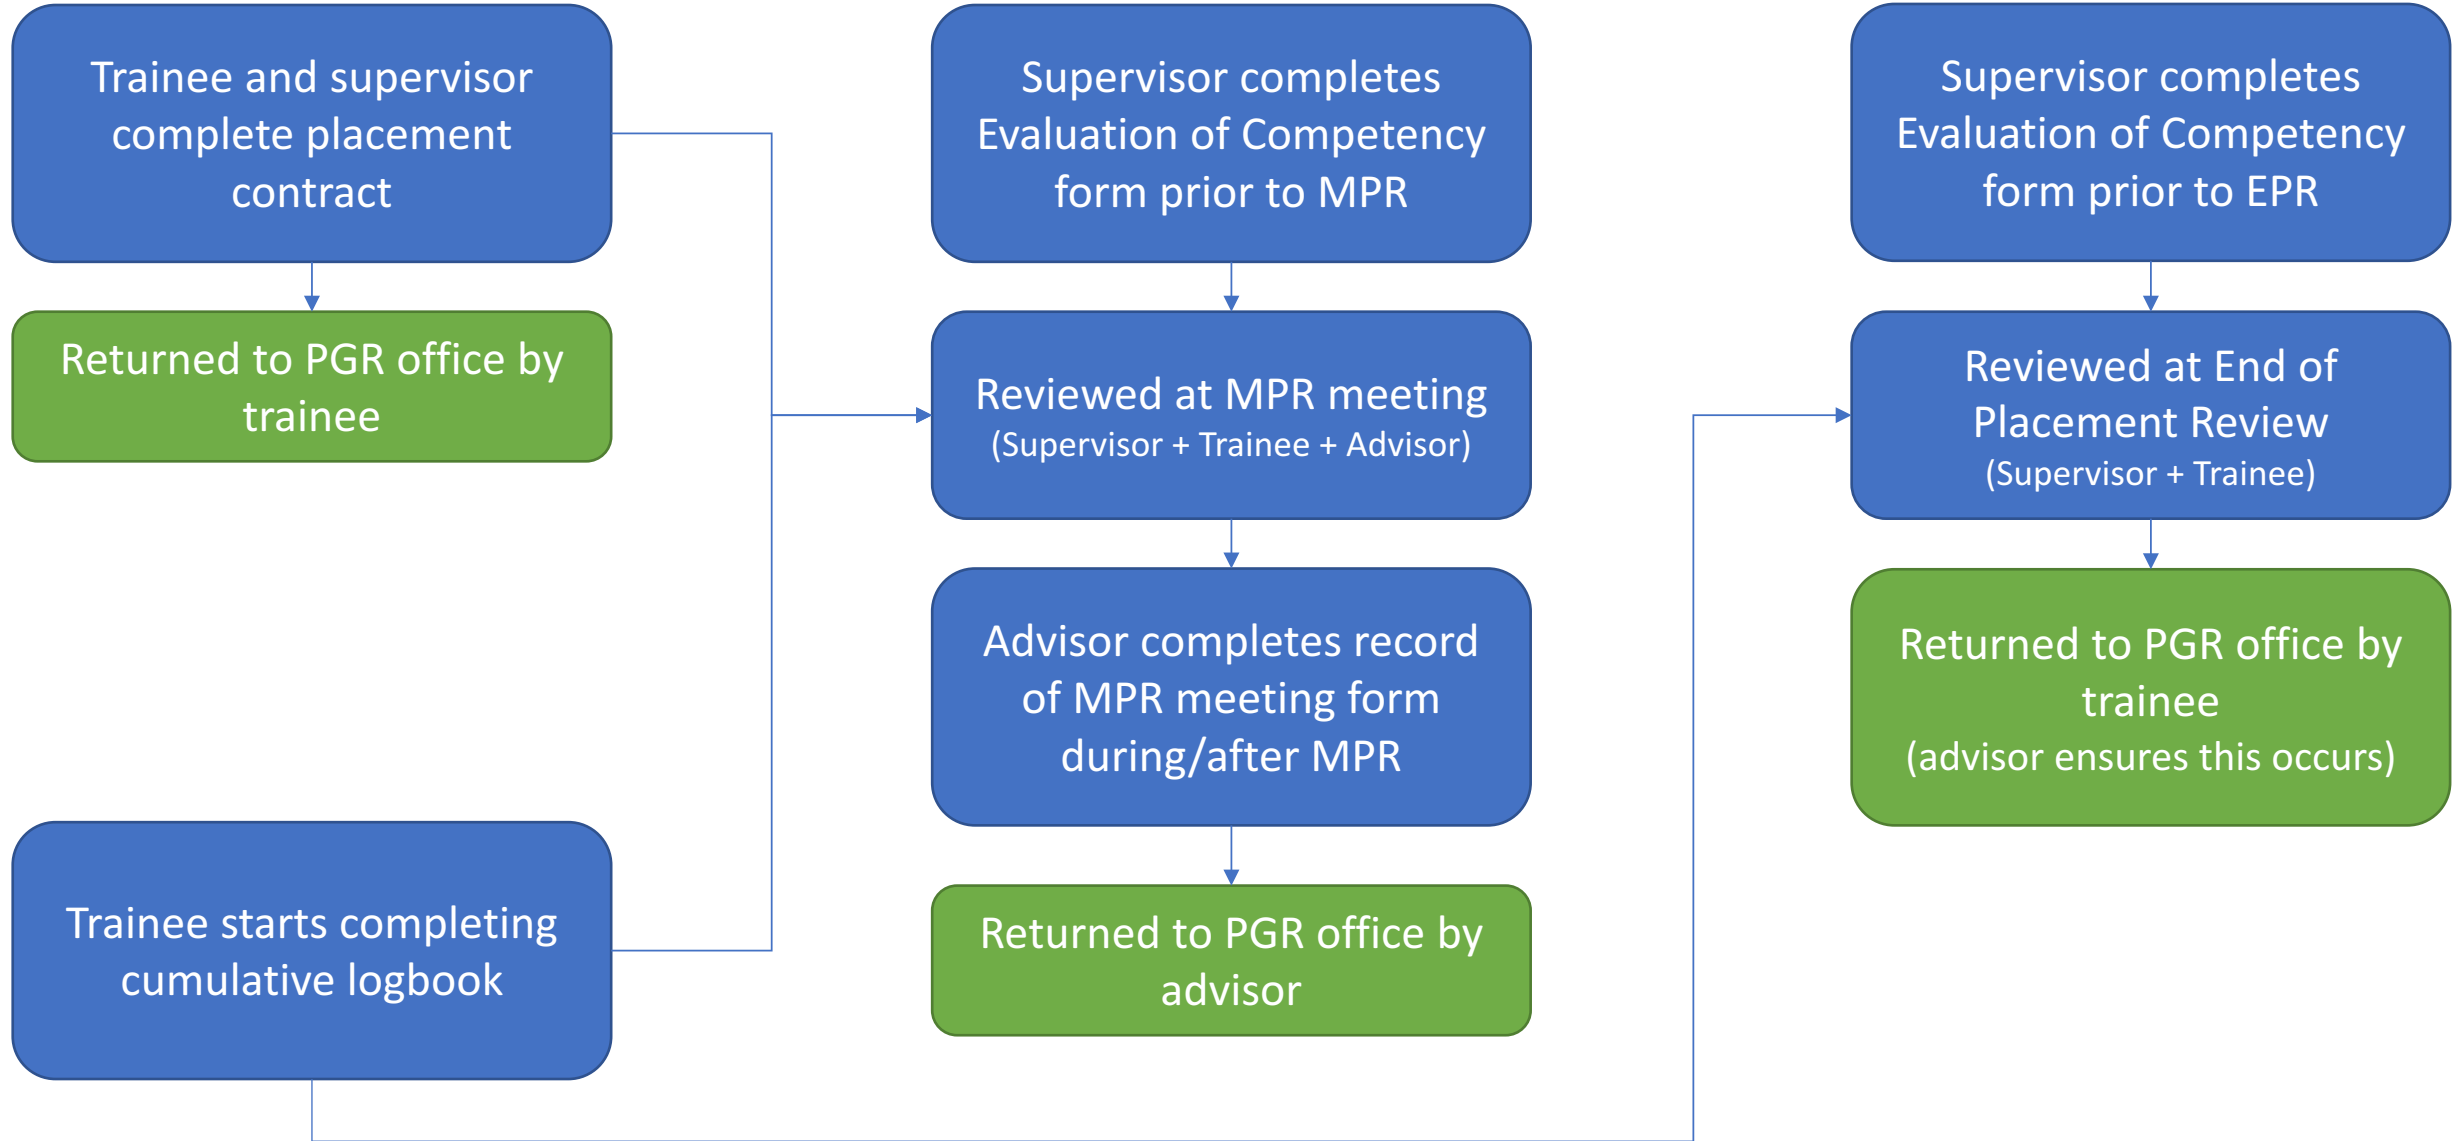 Trainee and supervisor
complete placement
contract
Returned to PGR office by
trainee
Trainee starts completing
cumulative logbook
Supervisor completes
Evaluation of Competency
form prior to MPR
Reviewed at MPR meeting
(Supervisor + Trainee + Advisor)
Advisor completes record
of MPR meeting form
during/after MPR
Returned to PGR office by
advisor
Supervisor completes
Evaluation of Competency
form prior to EPR
Reviewed at End of
Placement Review
(Supervisor + Trainee)
Returned to PGR office by
trainee
(advisor ensures this occurs)